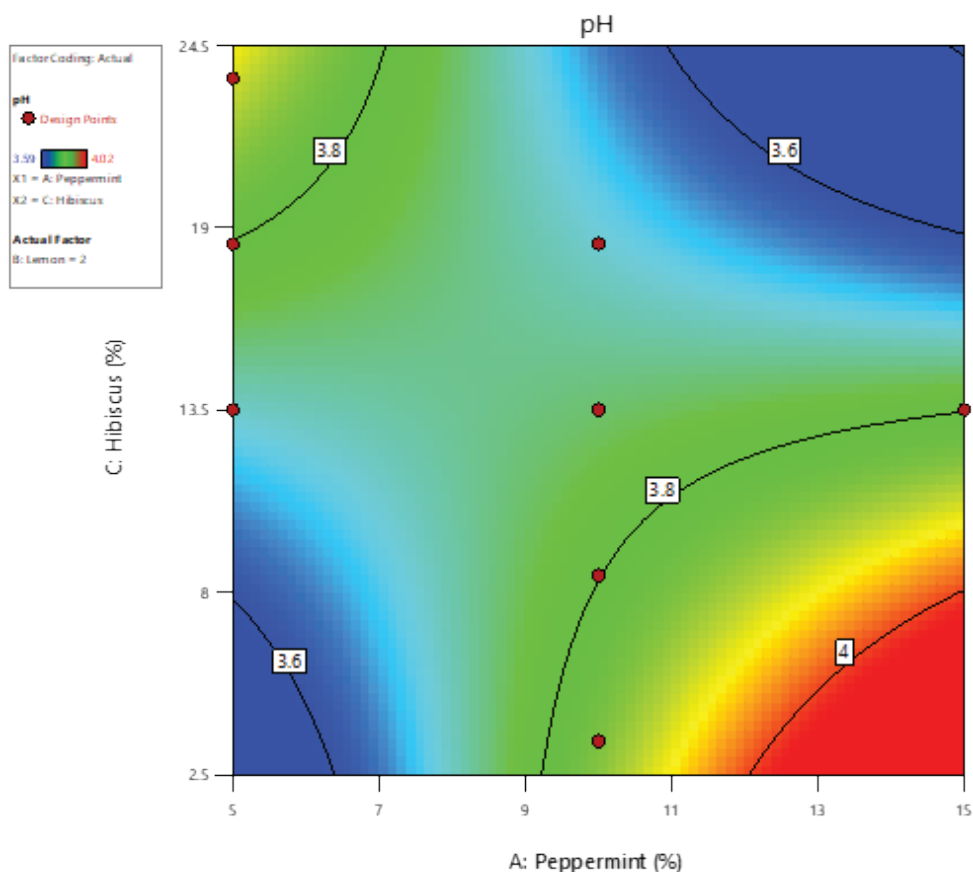 pH
Factor Coding: Actual
pH
Design Points
3.59 4.02
X1 = A: Peppermint
X2 = C: Hibiscus
Actual Factor
B: Lemon = 2
24.5
19
13.5
8
2.5
C: Hibiscus (%)
3.8
3.6
3.8
3.6
4
5
7
9
11
13
15
A: Peppermint (%)